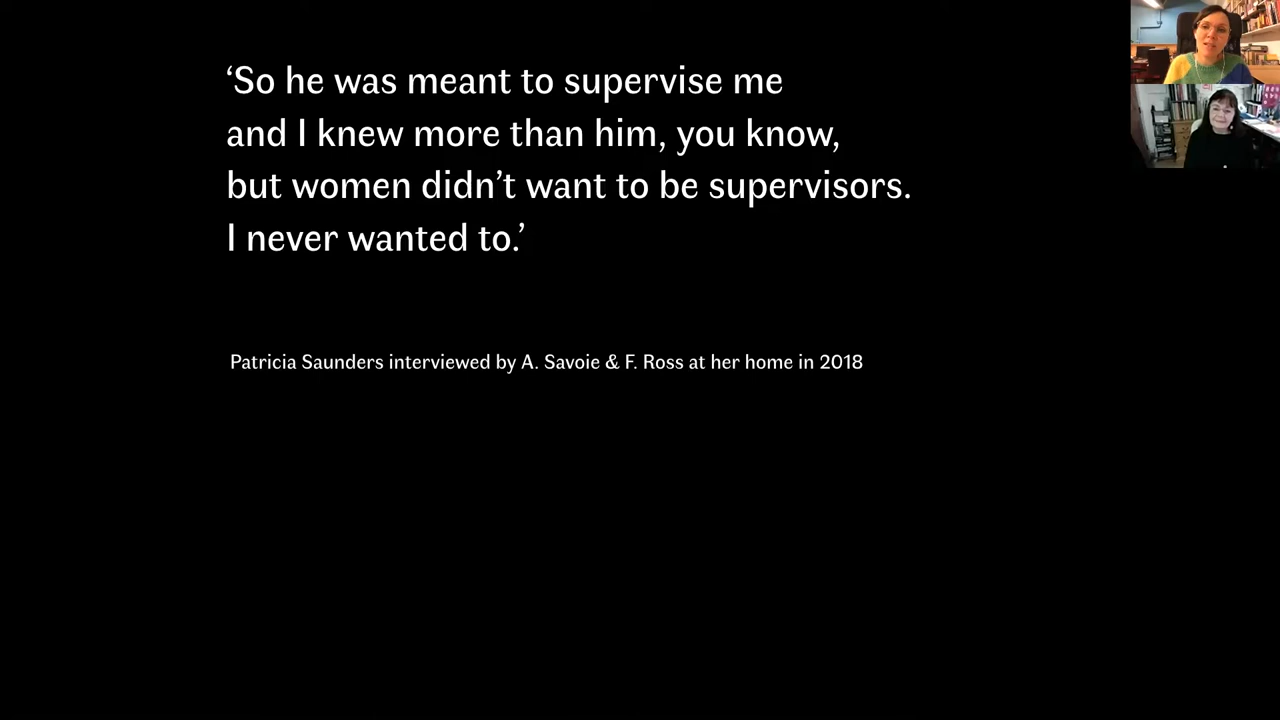 ‘So he was meant to supervise me
and I knew more than him, you know,
but women didn’t want to be supervisors.
I never wanted to.’
Patricia Saunders interviewed by A. Savoie & F. Ross at her home in 2018